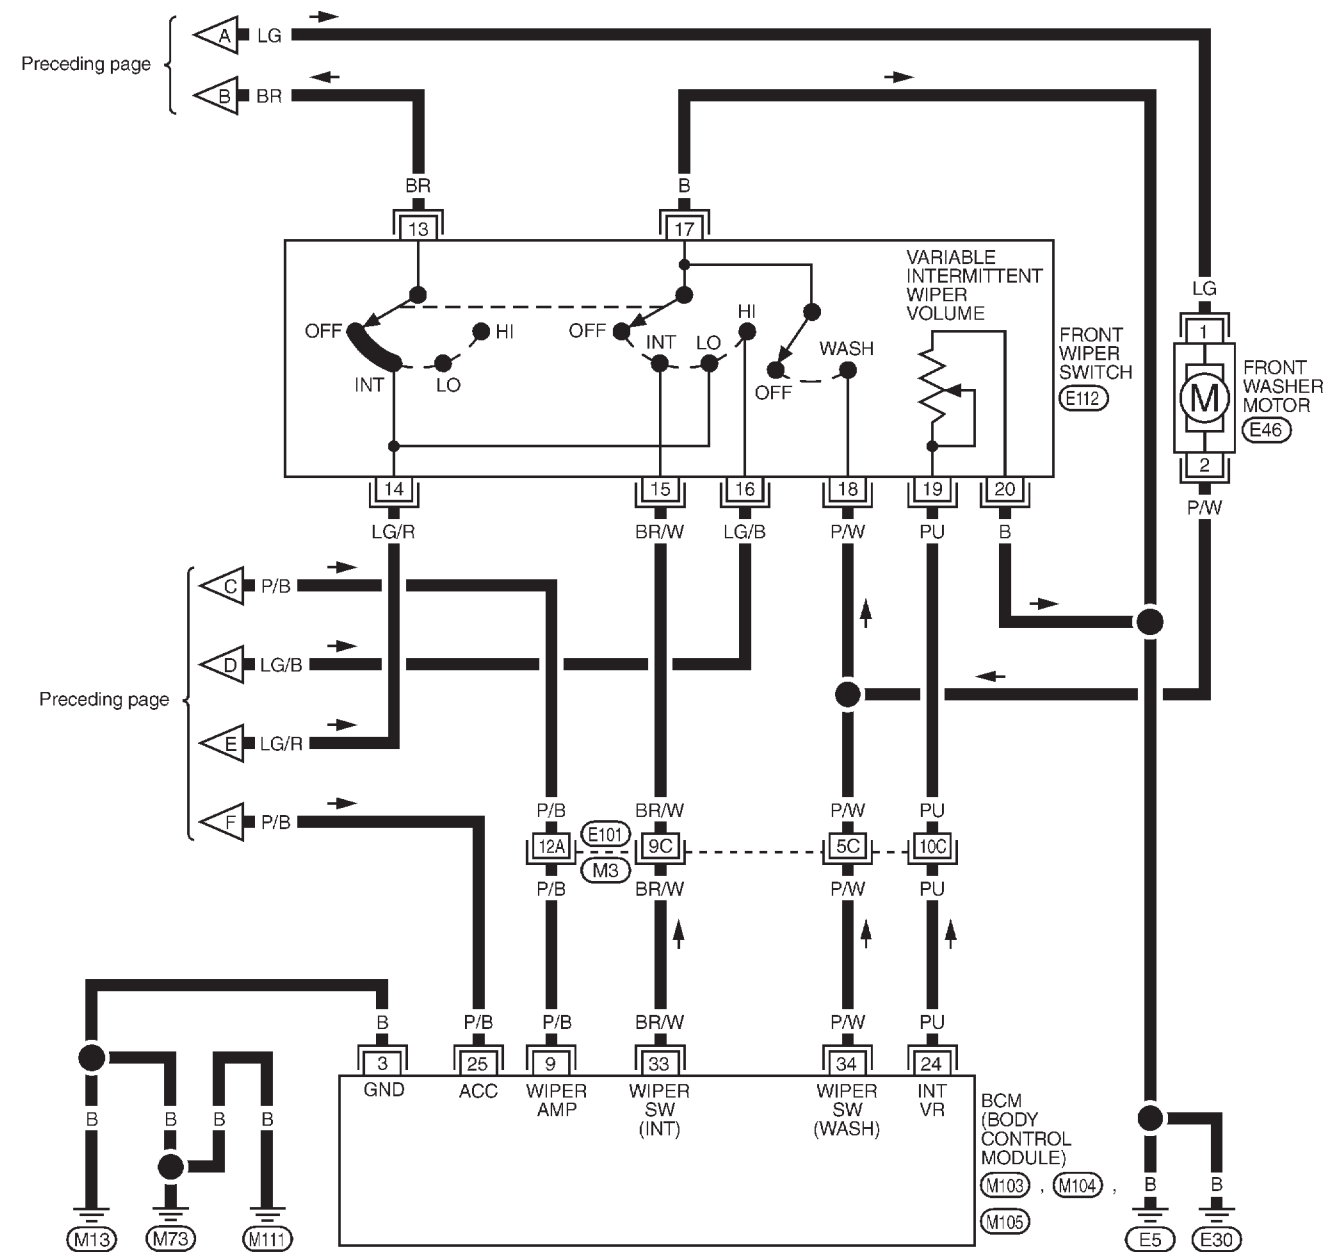 A LG
Preceding page
B BR
BR
B
13
17
VARIABLE
INTERMITTENT
WIPER
VOLUME
LG
1
OFF
HI
INT
LO
OFF
INT
LO
HI
WASH
OFF
FRONT
WIPER
SWITCH
E112
M
FRONT
WASHER
MOTOR
E46
2
P/W
14
15
16
18
19
20
LG/R
BR/W
LG/B
P/W
PU
B
C P/B
D LG/B
Preceding page
E LG/R
F P/B
P/B
BR/W
P/W
PU
12A
E101
M3
9C
5C
10C
P/B
BR/W
P/W
PU
B
P/B
P/B
BR/W
P/W
PU
3
25
9
33
34
24
GND
ACC
WIPER
AMP
WIPER
SW
(INT)
WIPER
SW
(WASH)
INT
VR
BCM
(BODY
CONTROL
MODULE)
M103 , M104 ,
M105
B
B
B
B
B
B
M13
M73
M111
E5
E30